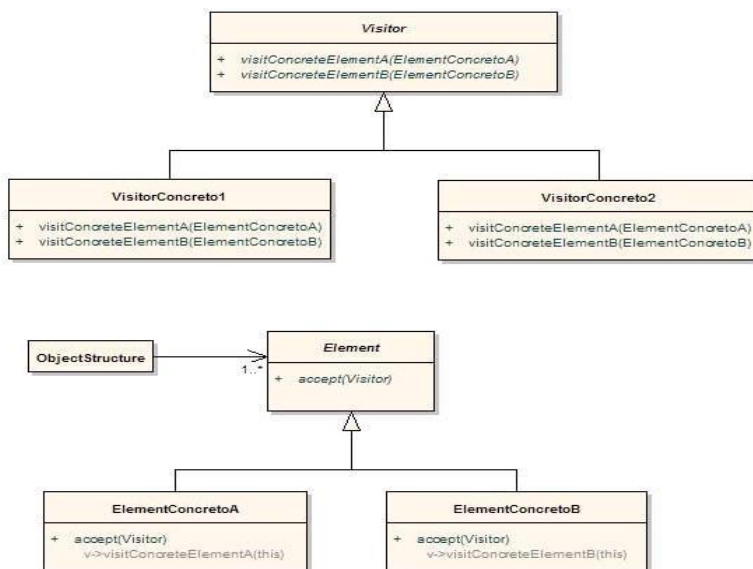 Visitor
+ visitConcreteElementA(ElementConcretoA)
+ visitConcreteElementB(ElementConcretoB)
VisitorConcreto1
+ visitConcreteElementA(ElementConcretoA)
+ visitConcreteElementB(ElementConcretoB)
VisitorConcreto2
+ visitConcreteElementA(ElementConcretoA)
+ visitConcreteElementB(ElementConcretoB)
ObjectStructure
1..*
Element
+ accept(Visitor)
ElementConcretoA
+ accept(Visitor)
v->visitConcreteElementA(this)
ElementConcretoB
+ accept(Visitor)
v->visitConcreteElementB(this)